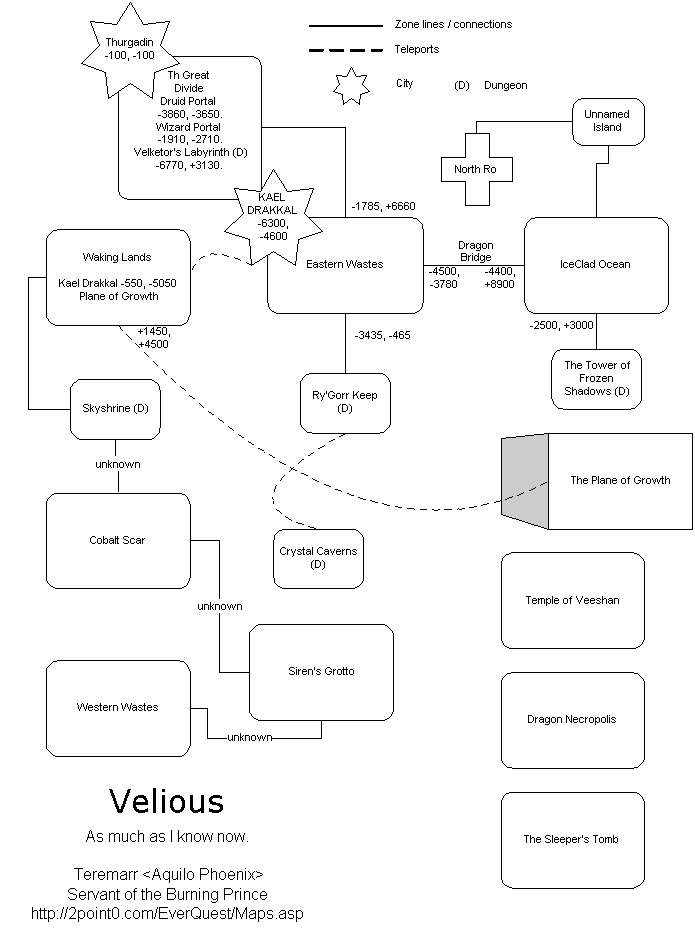 Thurgadin
-100, -100
Zone lines / connections
Teleports
City
(D)
Dungeon
Th Great
Divide
Druid Portal
-3860, -3650.
Wizard Portal
-1910, -2710.
Velketor's Labyrinth (D)
-6770, +3130.
Unnamed
Island
North Ro
KAEL
DRAKKAL
-6300,
-4600
-1785, +6660
Waking Lands
Kael Drakkal -550, -5050
Plane of Growth
Eastern Wastes
Dragon
Bridge
-4500,
-3780
-4400,
+8900
IceClad Ocean
+1450,
+4500
-3435, -465
-2500, +3000
Skyshrine (D)
Ry'Gorr Keep
(D)
The Tower of
Frozen
Shadows (D)
unknown
The Plane of Growth
Cobalt Scar
Crystal Caverns
(D)
unknown
Temple of Veeshan
Siren's Grotto
Western Wastes
unknown
Dragon Necropolis
The Sleeper's Tomb
Velious
As much as I know now.
Teremarr <Aquilo Phoenix>
Servant of the Burning Prince
http://2point0.com/EverQuest/Maps.asp